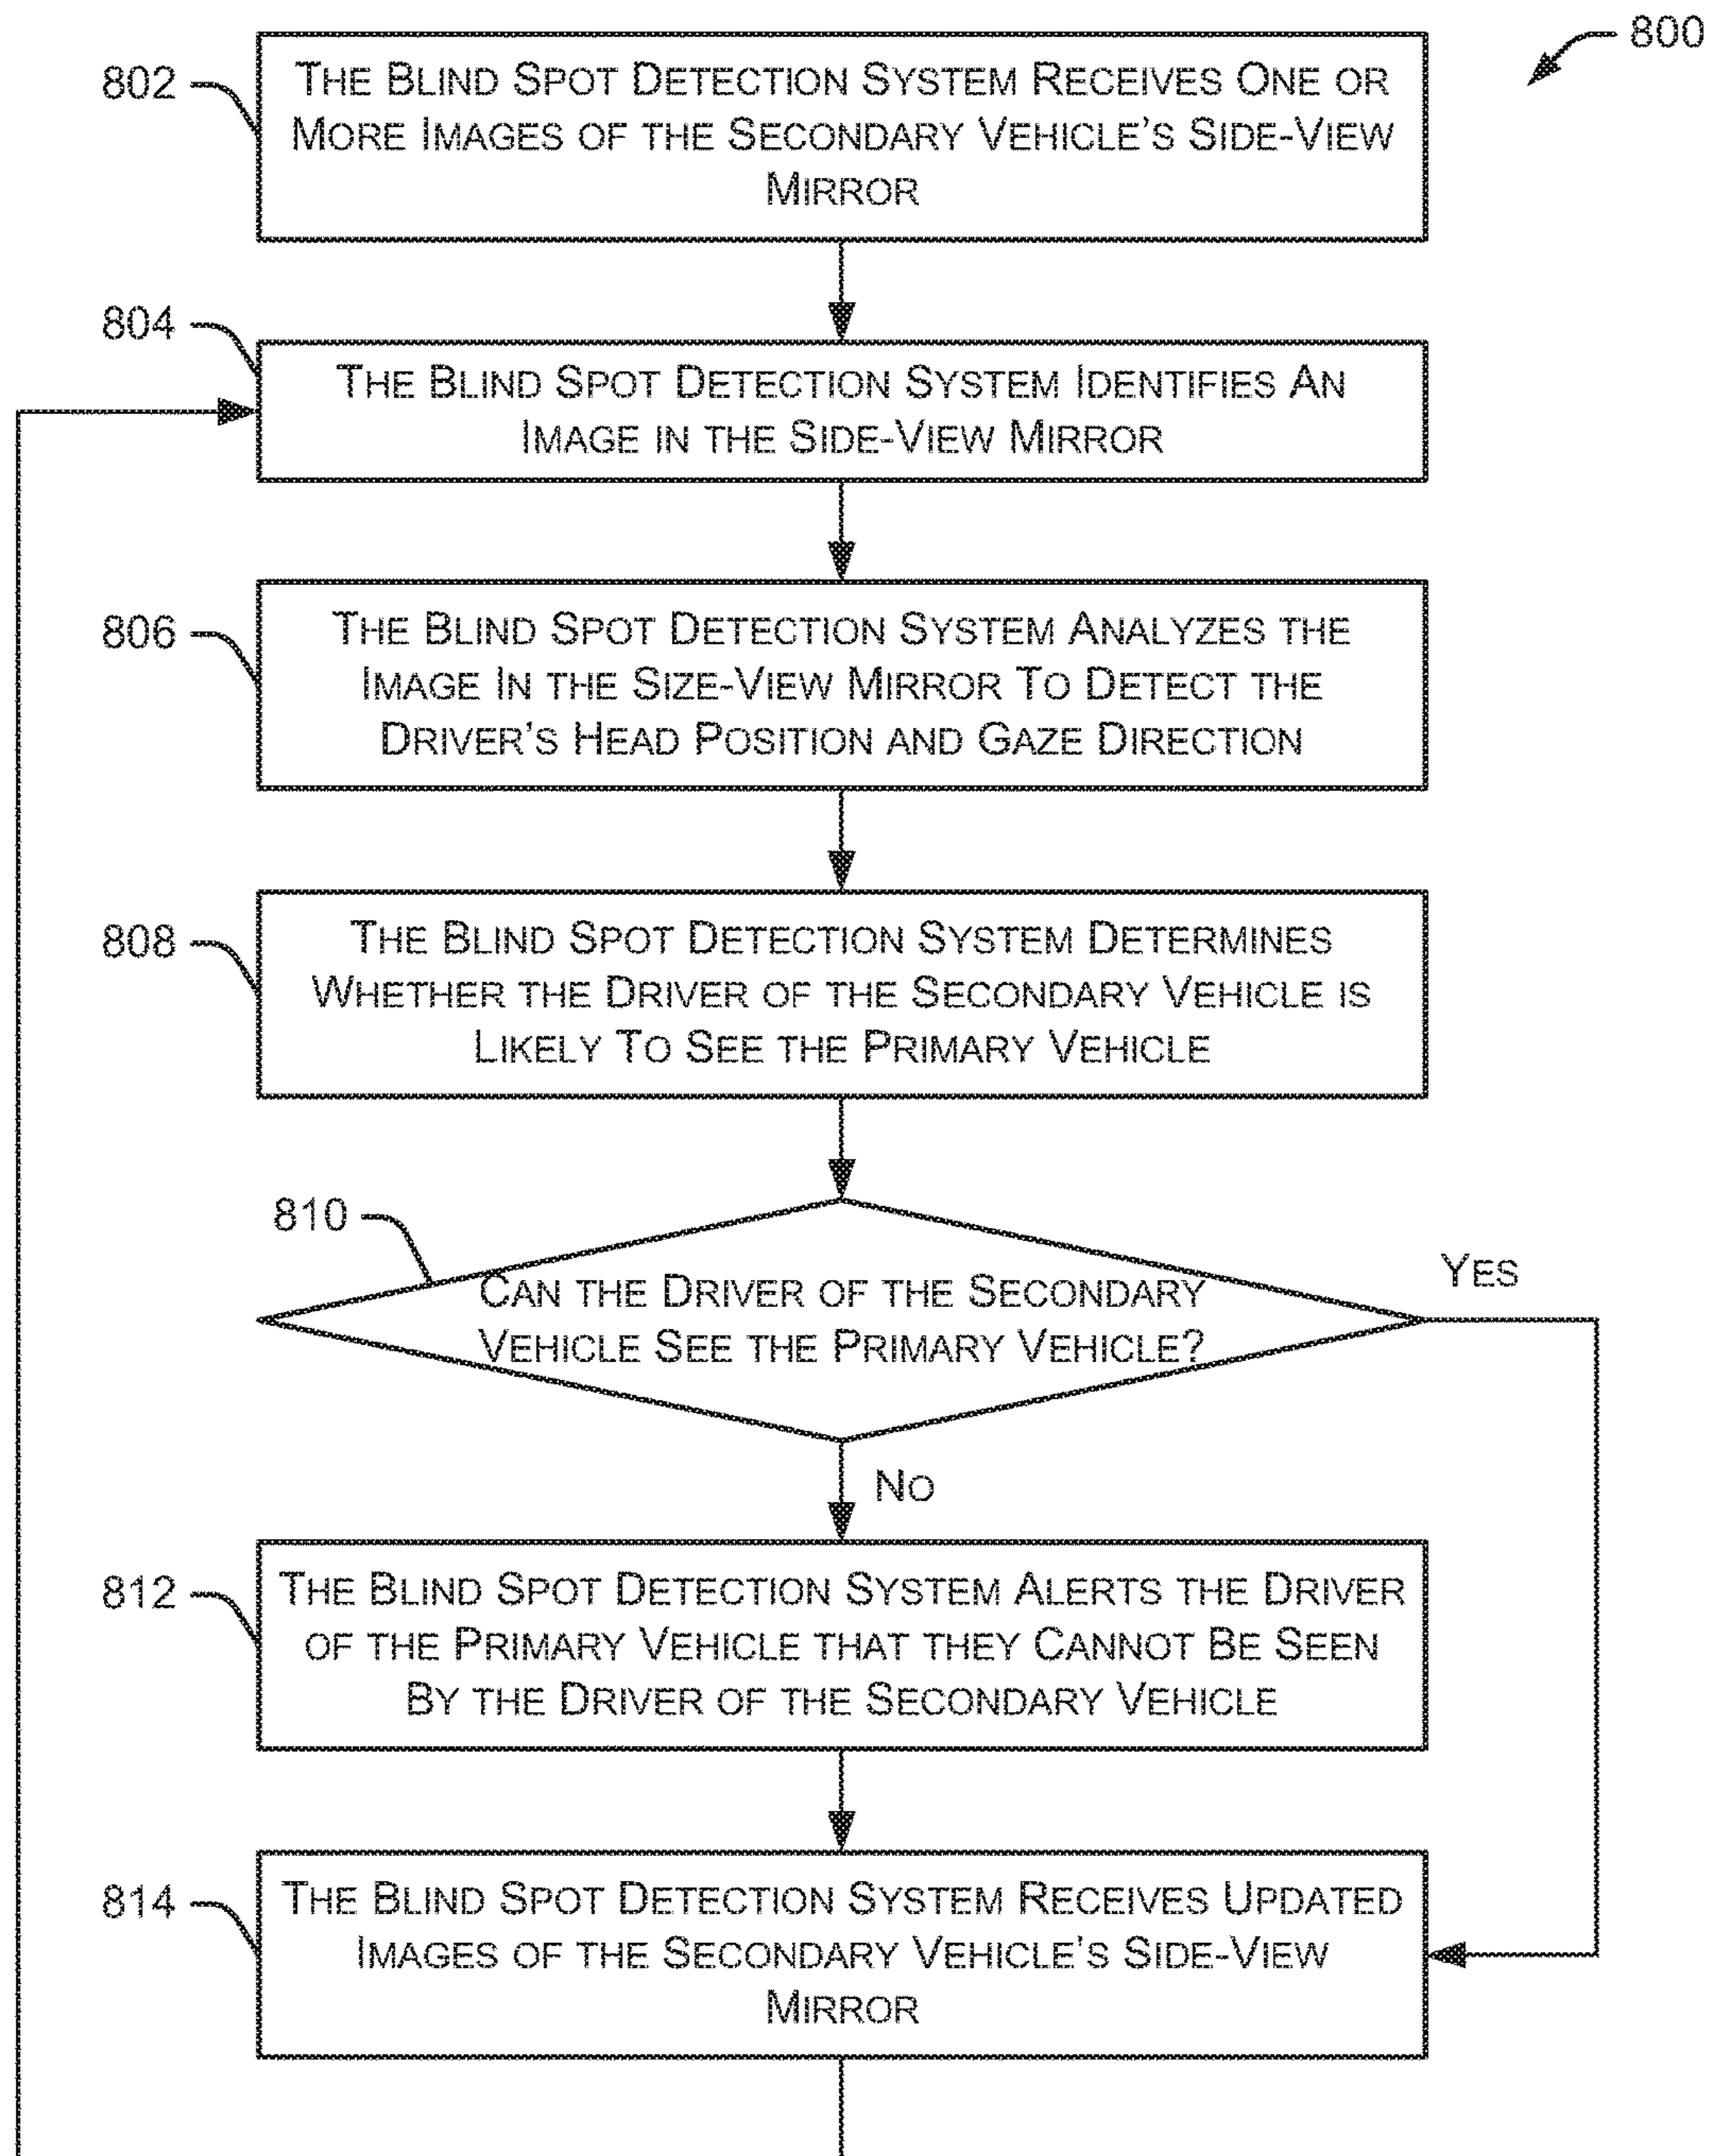 800
802
THE BLIND SPOT DETECTION SYSTEM RECEIVES ONE OR
MORE IMAGES OF THE SECONDARY VEHICLE'S SIDE-VIEW
MIRROR
804
THE BLIND SPOT DETECTION SYSTEM IDENTIFIES AN
IMAGE IN THE SIDE-VIEW MIRROR
806
THE BLIND SPOT DETECTION SYSTEM ANALYZES THE
IMAGE IN THE SIZE-VIEW MIRROR TO DETECT THE
DRIVER'S HEAD POSITION AND GAZE DIRECTION
808
THE BLIND SPOT DETECTION SYSTEM DETERMINES
WHETHER THE DRIVER OF THE SECONDARY VEHICLE IS
LIKELY TO SEE THE PRIMARY VEHICLE
810
CAN THE DRIVER OF THE SECONDARY
VEHICLE SEE THE PRIMARY VEHICLE?
YES
NO
812
THE BLIND SPOT DETECTION SYSTEM ALERTS THE DRIVER
OF THE PRIMARY VEHICLE THAT THEY CANNOT BE SEEN
BY THE DRIVER OF THE SECONDARY VEHICLE
814
THE BLIND SPOT DETECTION SYSTEM RECEIVES UPDATED
IMAGES OF THE SECONDARY VEHICLE'S SIDE-VIEW
MIRROR